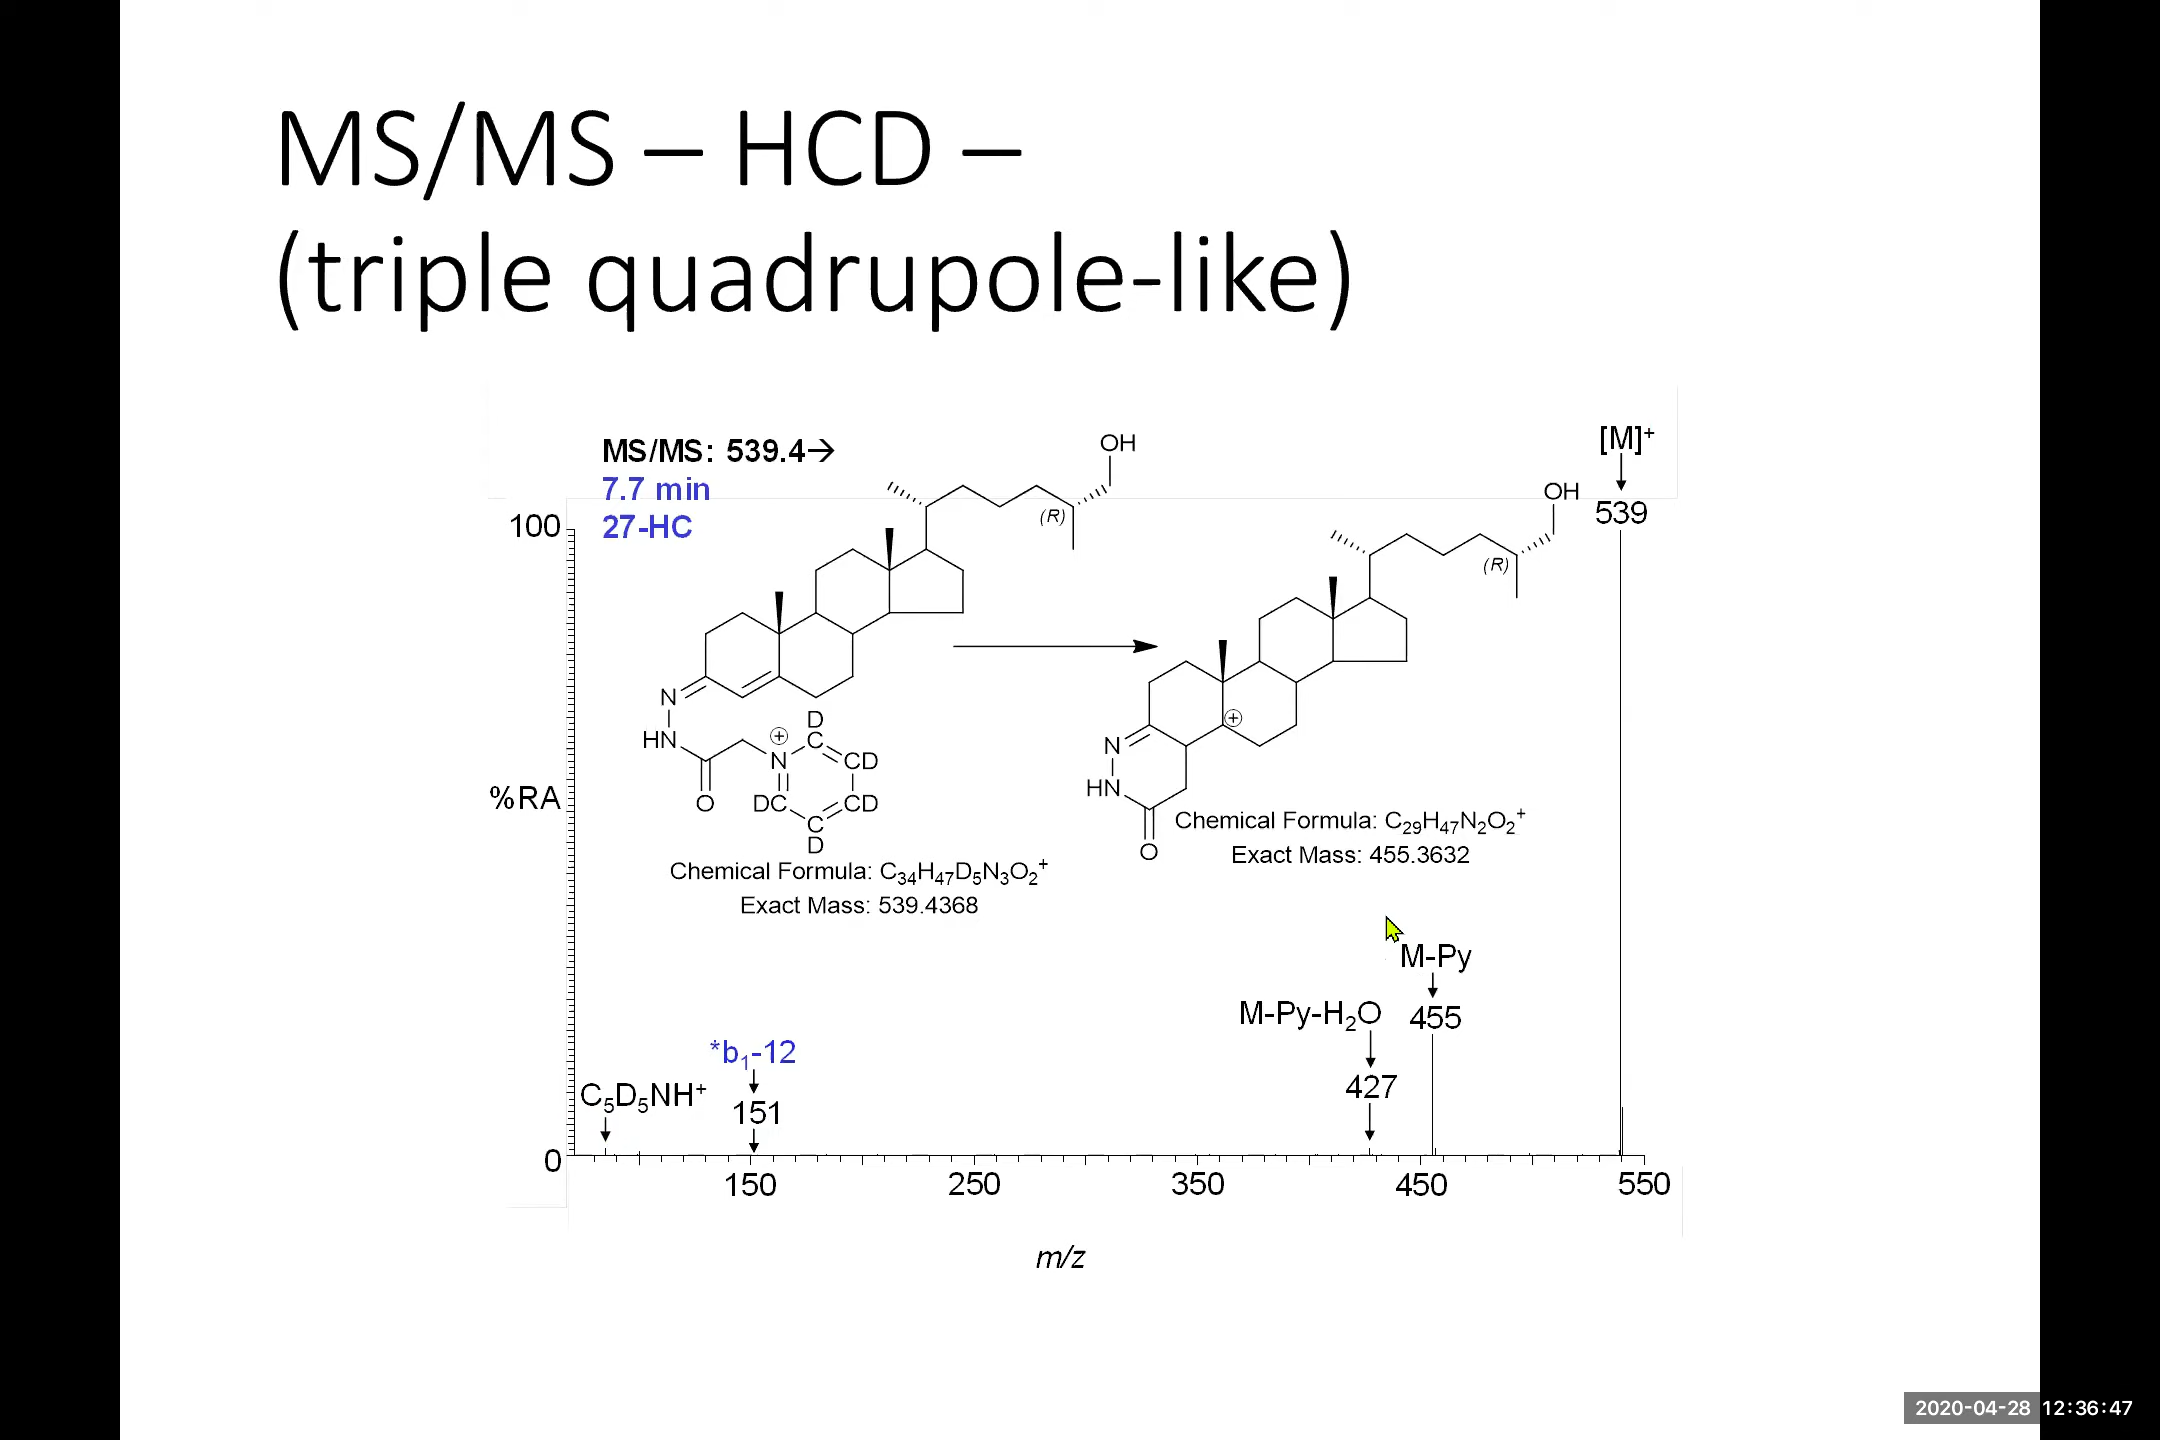 MS/MS – HCD –
(triple quadrupole-like)
MS/MS: 539.4→
7.7 min
27-HC
[M]⁺
539
100
%RA
0
OH
(R)
N
HN
O
N
⊕
D
C
CD
CD
C
D
DC
Chemical Formula: C₃₄H₄₇D₅N₃O₂⁺
Exact Mass: 539.4368
OH
(R)
⊕
N
HN
O
Chemical Formula: C₂₉H₄₇N₂O₂⁺
Exact Mass: 455.3632
M-Py
455
M-Py-H₂O
427
*b₁-12
151
C₅D₅NH⁺
150 250 350 450 550
m/z
2020-04-28 12:36:47